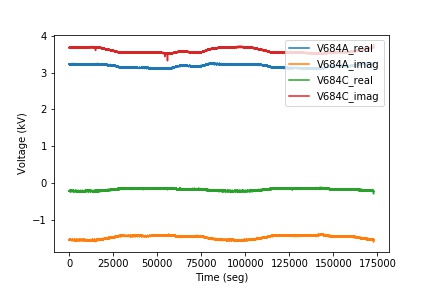 V684A_real
V684A_imag
V684C_real
V684C_imag
4
3
2
1
0
−1
Voltage (kV)
0 25000 50000 75000 100000 125000 150000 175000
Time (seg)